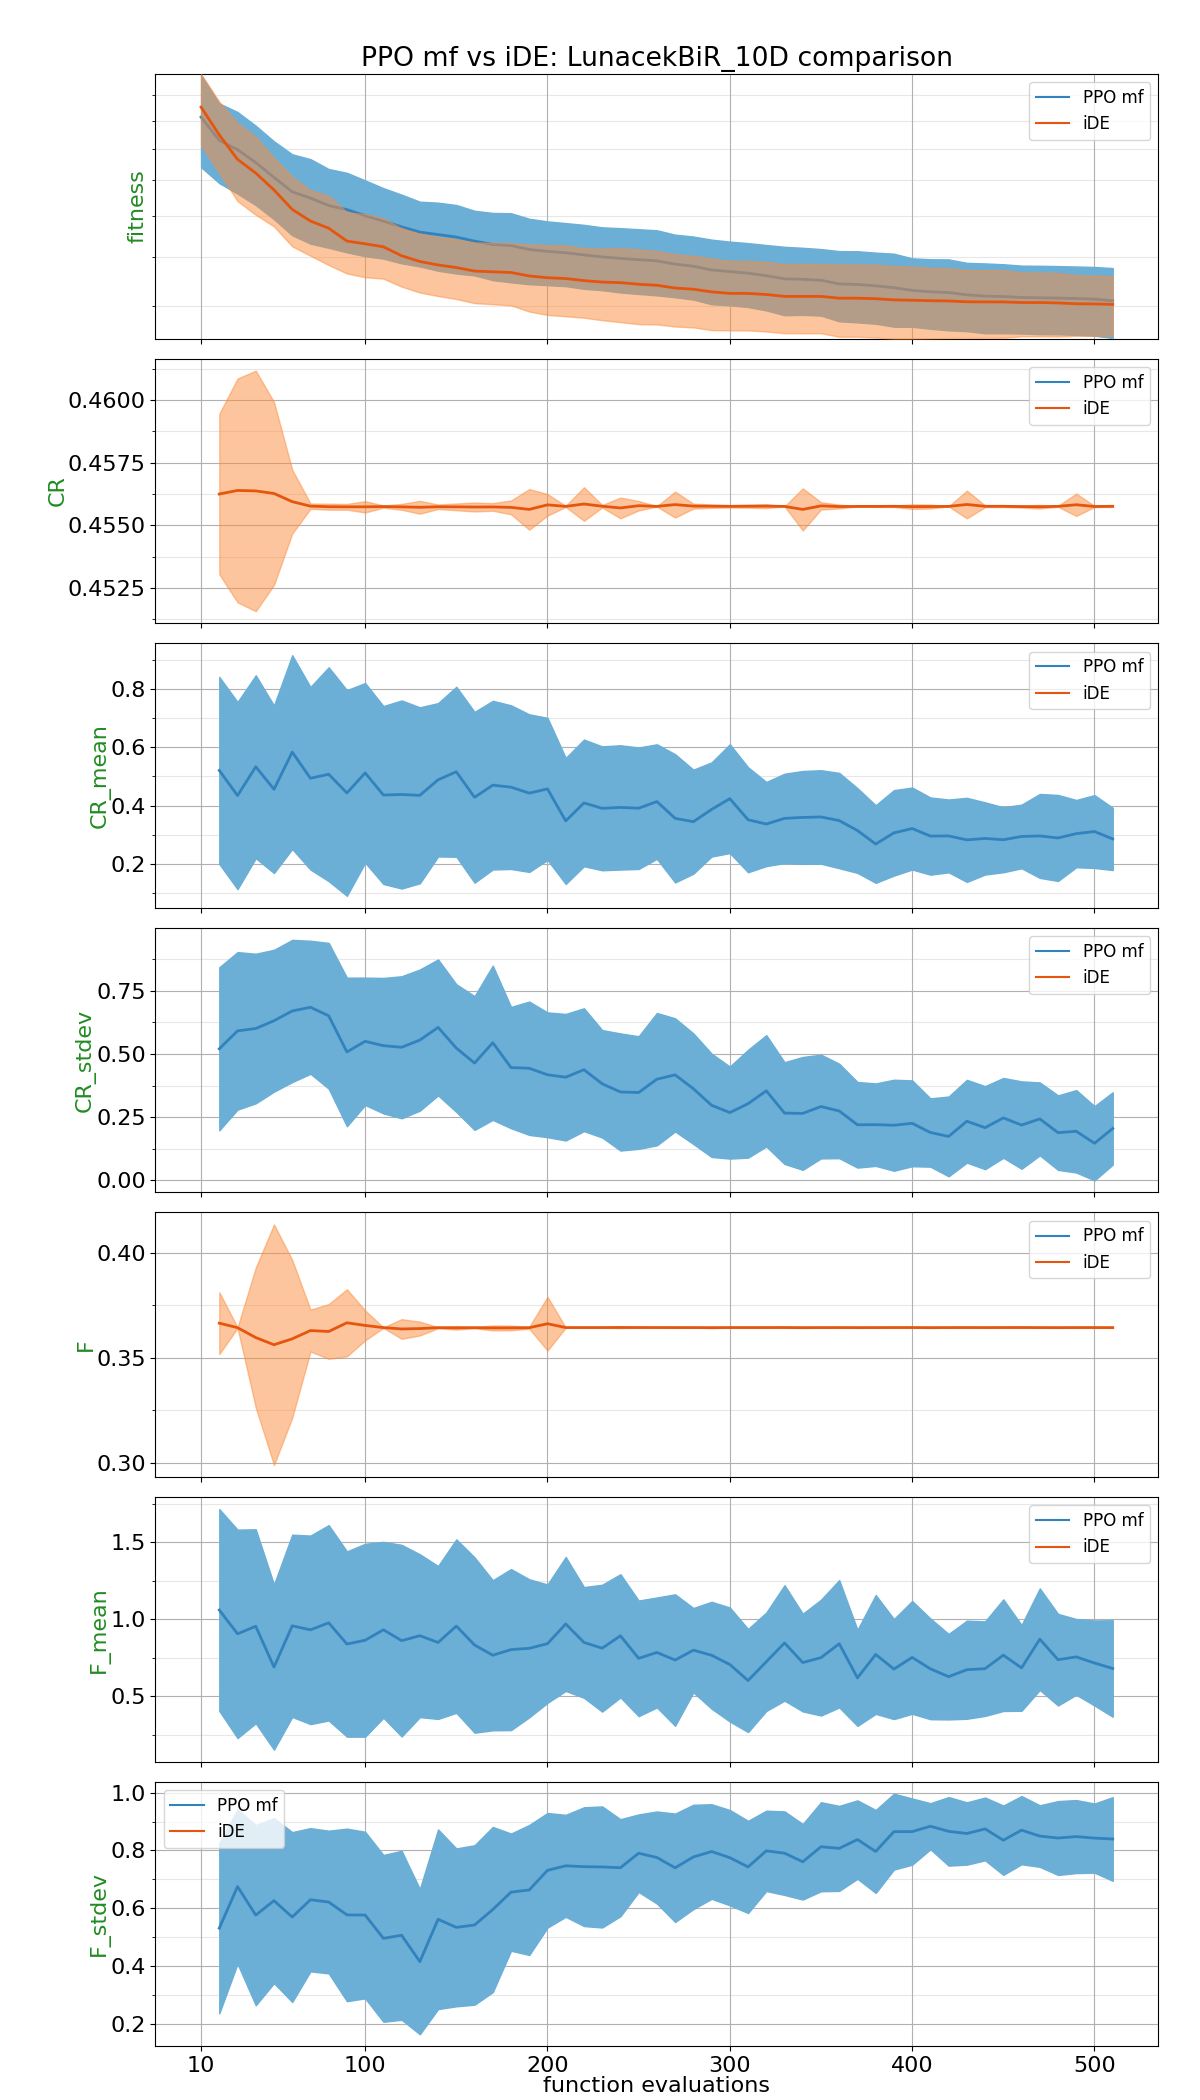 PPO mf vs iDE: LunacekBiR_10D comparison
fitness
PPO mf
iDE
CR
0.4600
0.4575
0.4550
0.4525
PPO mf
iDE
CR_mean
0.8
0.6
0.4
0.2
PPO mf
iDE
CR_stdev
0.75
0.50
0.25
0.00
PPO mf
iDE
F
0.40
0.35
0.30
PPO mf
iDE
F_mean
1.5
1.0
0.5
PPO mf
iDE
F_stdev
1.0
0.8
0.6
0.4
0.2
PPO mf
iDE
10 100 200 300 400 500
function evaluations